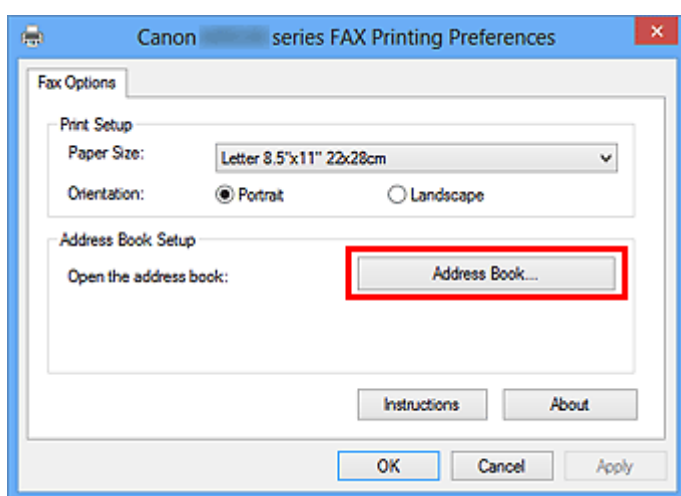 Canon series FAX Printing Preferences
Fax Options
Print Setup
Paper Size: Letter 8.5"x11" 22x28cm
Orientation: Portrait Landscape
Address Book Setup
Open the address book: Address Book...
Instructions About
OK Cancel Apply